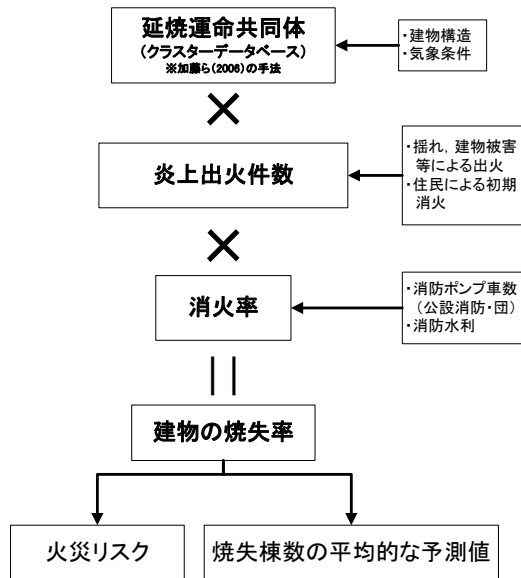 延焼運命共同体
(クラスターデータベース)
※加藤ら(2006)の手法
・建物構造
・気象条件
×
炎上出火件数
・揺れ，建物被害
等による出火
・住民による初期
消火
×
消火率
・消防ポンプ車数
(公設消防・団)
・消防水利
||
建物の焼失率
火災リスク
焼失棟数の平均的な予測値